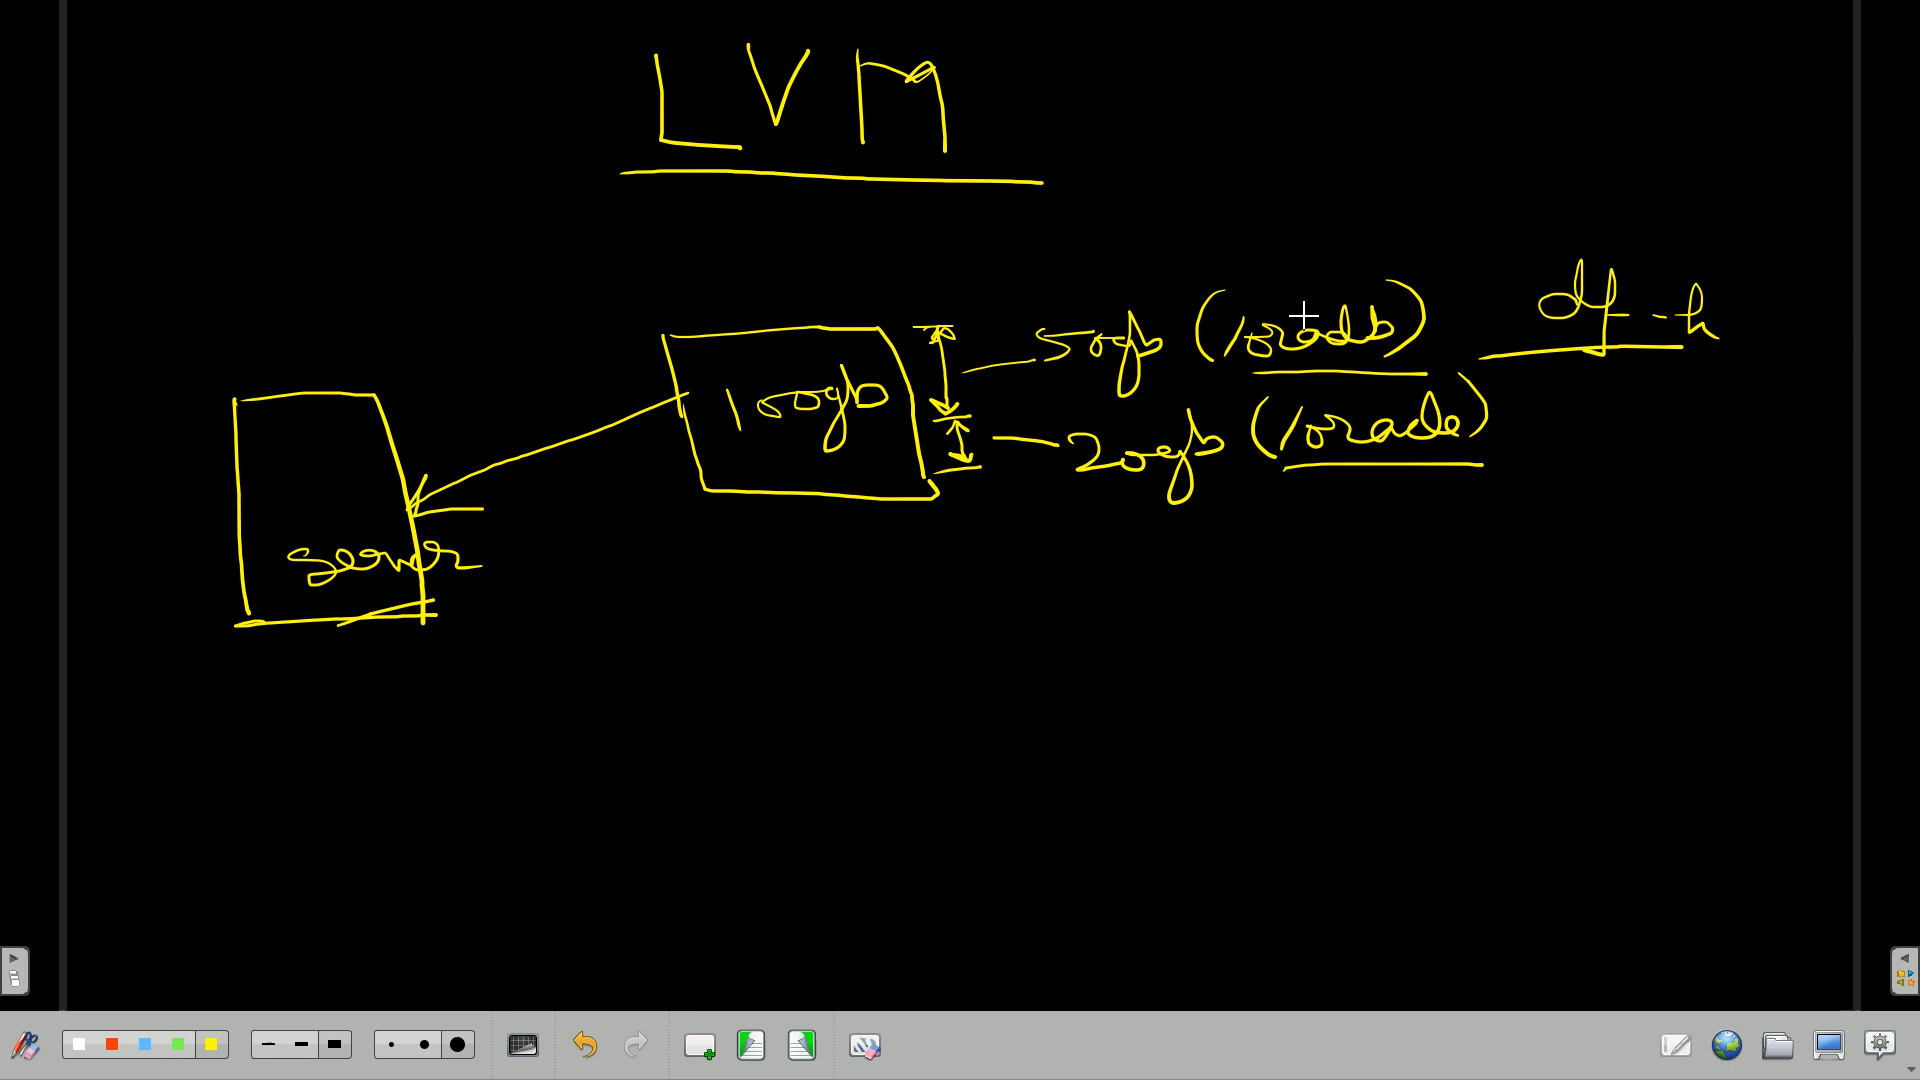 LVM
df -h
50gb (/oradb)
100gb
20gb (/oracle)
server